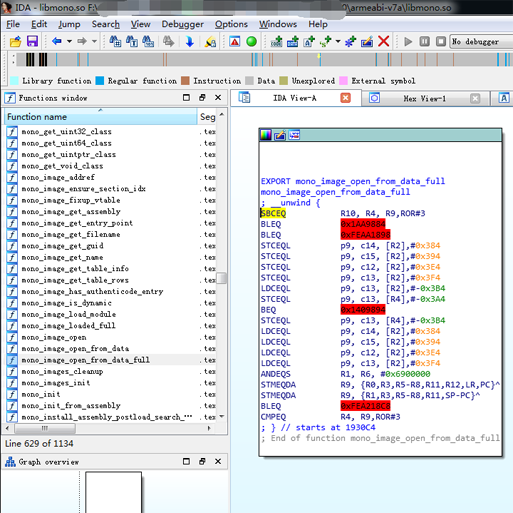 IDA - libmono.so F:\ 0\armeabi-v7a\libmono.so
File Edit Jump Search View Debugger Options Windows Help
No debugger
Library function Regular function Instruction Data Unexplored External symbol
Functions window
IDA View-A Hex View-1
Function name Seg
mono_get_uint32_class .tex
mono_get_uint64_class .tex
mono_get_uintptr_class .tex
mono_get_void_class .tex
mono_image_addref .tex
mono_image_ensure_section_idx .tex
mono_image_fixup_vtable .tex
mono_image_get_assembly .tex
mono_image_get_entry_point .tex
mono_image_get_filename .tex
mono_image_get_guid .tex
mono_image_get_name .tex
mono_image_get_table_info .tex
mono_image_get_table_rows .tex
mono_image_has_authenticode_entry .tex
mono_image_is_dynamic .tex
mono_image_load_module .tex
mono_image_loaded_full .tex
mono_image_open .tex
mono_image_open_from_data .tex
mono_image_open_from_data_full .tex
mono_images_cleanup .tex
mono_images_init .tex
mono_init .tex
mono_init_from_assembly .tex
mono_install_assembly_postload_search_ .tex
Line 629 of 1134
Graph overview
EXPORT mono_image_open_from_data_full
mono_image_open_from_data_full
; __unwind {
SBCEQ R10, R4, R9,ROR#3
BLEQ 0x1AA9B84
BLEQ 0xFEAA1898
STCEQL p9, c14, [R2],#0x384
STCEQL p9, c15, [R2],#0x394
STCEQL p9, c12, [R2],#0x3E4
STCEQL p9, c13, [R2],#0x3F4
LDCEQL p9, c13, [R2],#-0x3B4
LDCEQL p9, c13, [R4],#-0x3A4
BEQ 0x1409B94
STCEQL p9, c13, [R4],#-0x3B4
LDCEQL p9, c14, [R2],#0x384
LDCEQL p9, c15, [R2],#0x394
LDCEQL p9, c12, [R2],#0x3E4
LDCEQL p9, c13, [R2],#0x3F4
ANDEQS R1, R6, #0x6900000
STMEQDA R9, {R0,R3,R5-R8,R11,R12,LR,PC}^
STMEQDA R9, {R1,R3,R5-R8,R11,SP-PC}^
BLEQ
CMPEQ R4, R9,ROR#3
; } // starts at 1930C4
; End of function mono_image_open_from_data_full